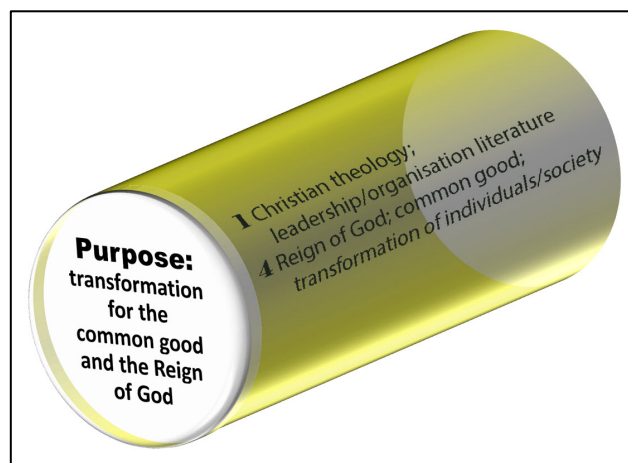 Purpose:
transformation
for the
common good
and the Reign
of God
1 Christian theology;
leadership/organisation literature
4 Reign of God; common good;
transformation of individuals/society